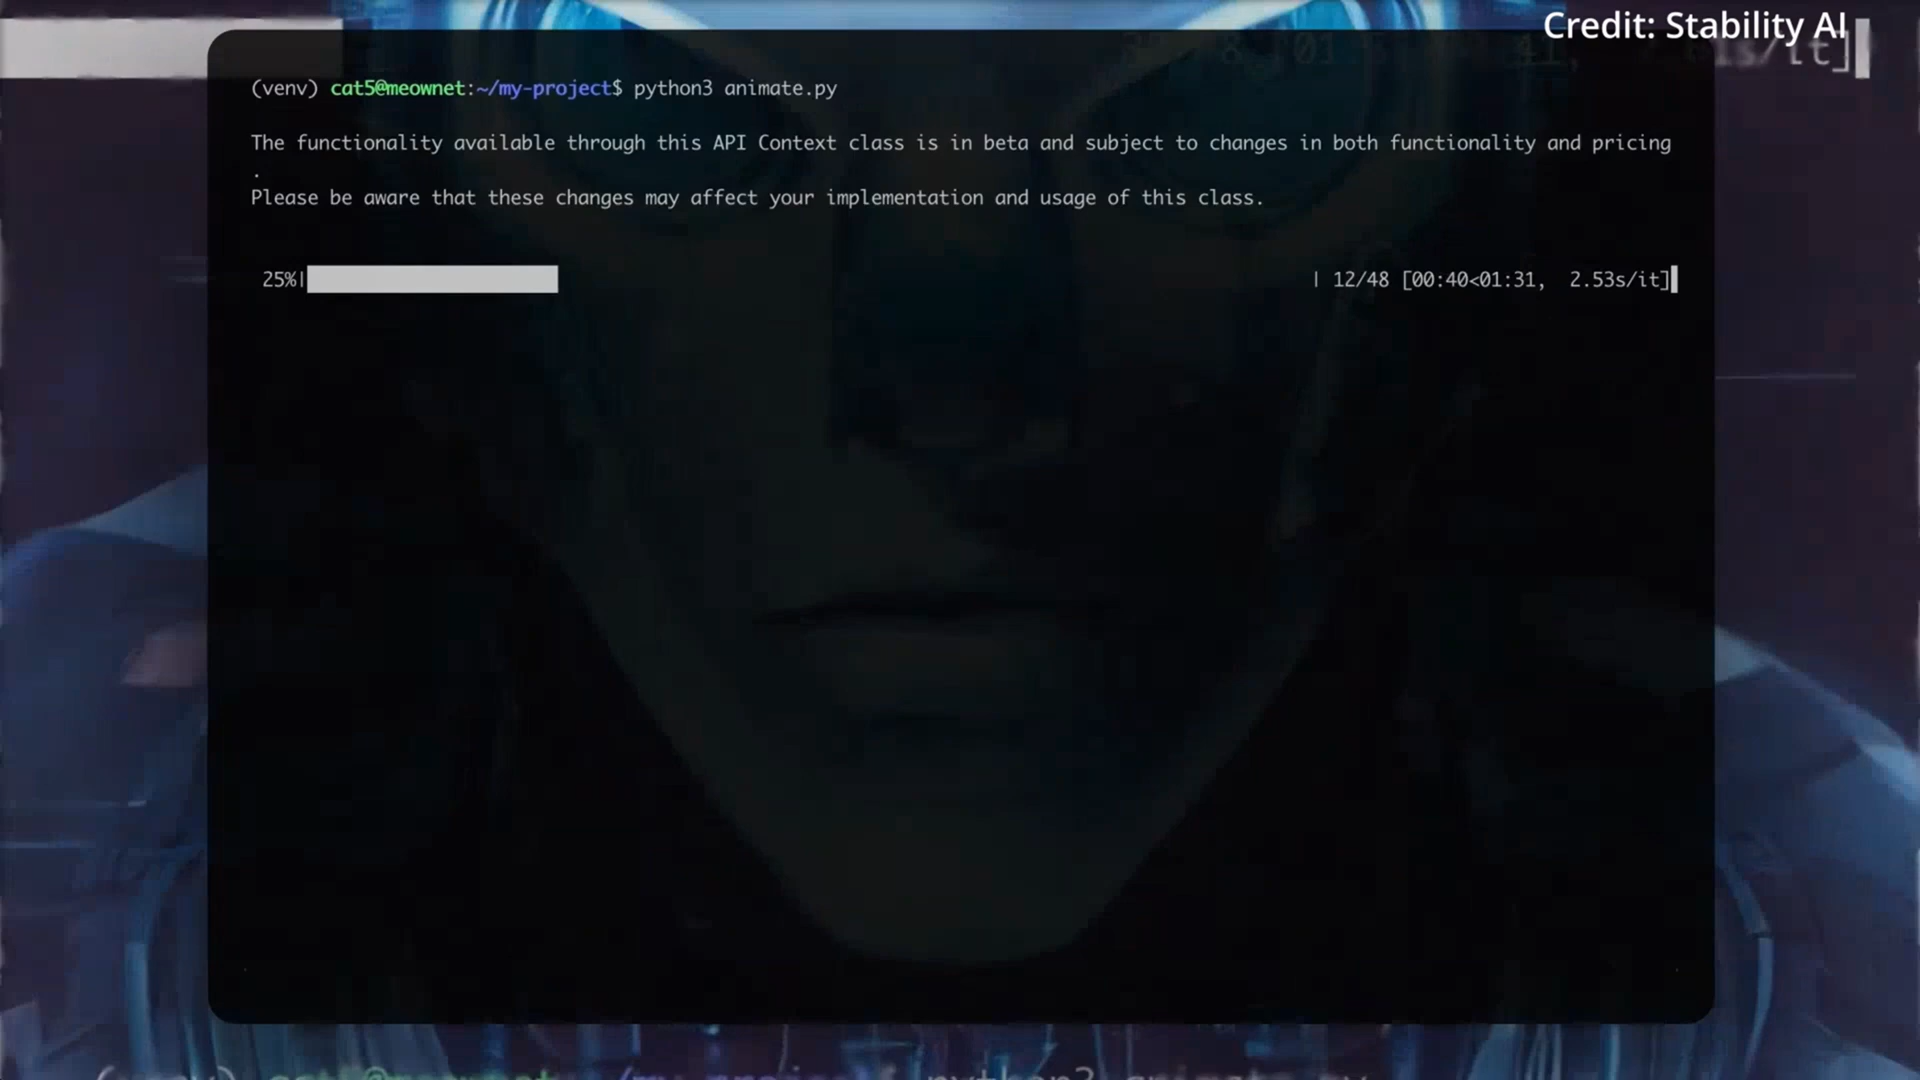 Credit: Stability AI
(venv) cat5@meownet:~/my-project$ python3 animate.py
The functionality available through this API Context class is in beta and subject to changes in both functionality and pricing
.
Please be aware that these changes may affect your implementation and usage of this class.
25%| | 12/48 [00:40<01:31, 2.53s/it]